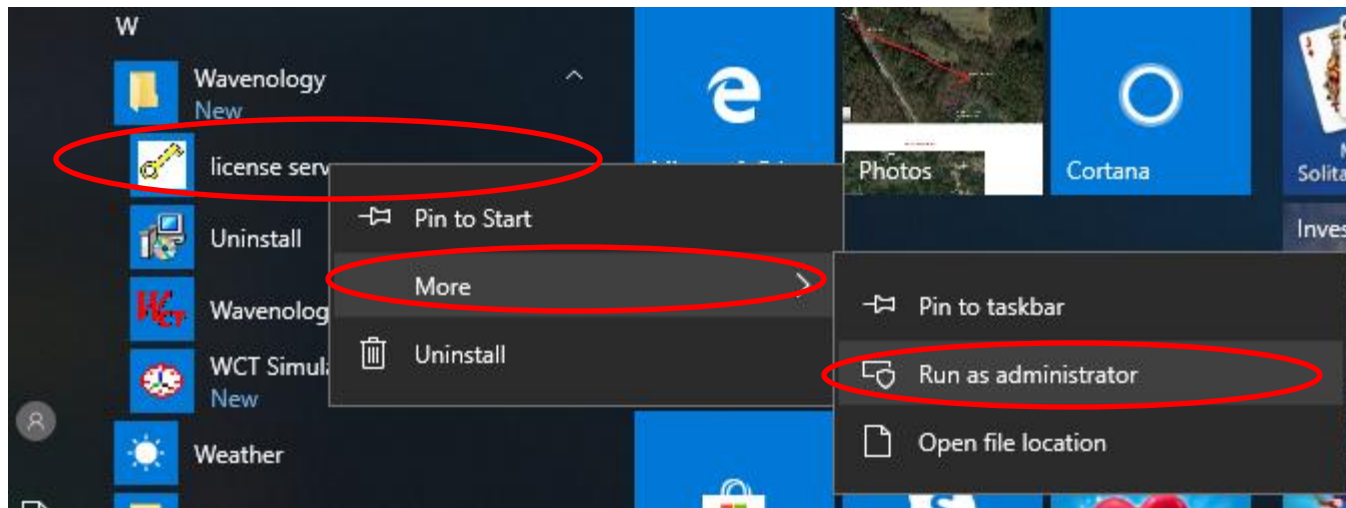 W
Wavenology
New
license serv
Pin to Start
Uninstall
More
Wavenolog
Uninstall
WCT Simul
New
Weather
Photos
Cortana
Solita
Inves
Pin to taskbar
Run as administrator
Open file location